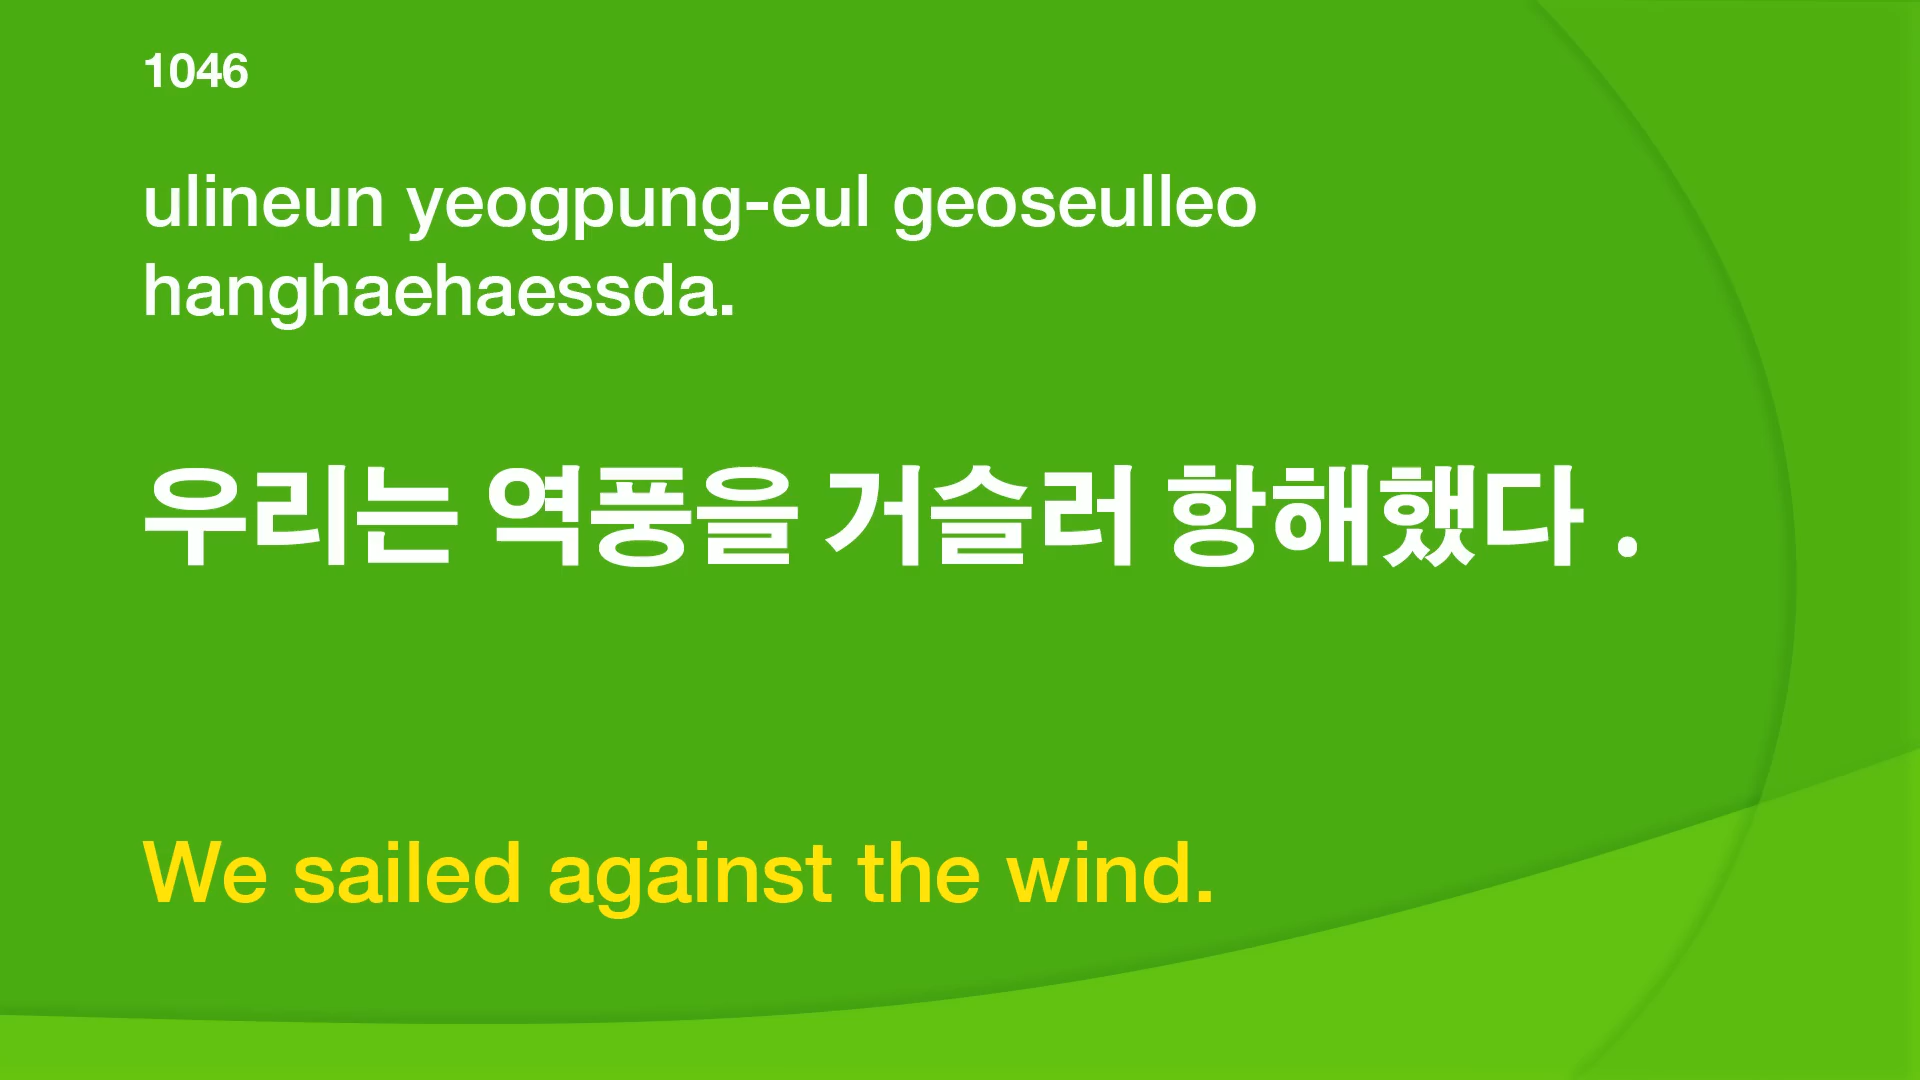 1046
ulineun yeogpung-eul geoseulleo
hanghaehaessda.
우리는 역풍을 거슬러 항해했다 .
We sailed against the wind.